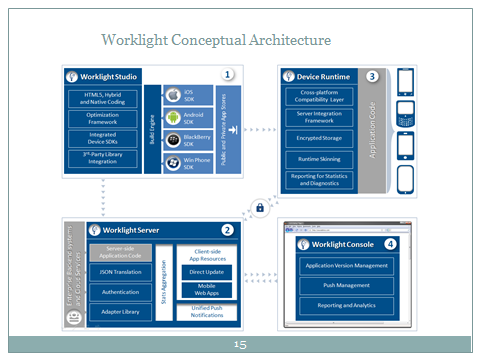 Worklight Conceptual Architecture
Worklight Studio
1
HTML5, Hybrid
and Native Coding
Optimization
Framework
Integrated
Device SDKs
3rd-Party Library
Integration
Build Engine
iOS
SDK
Android
SDK
BlackBerry
SDK
Win Phone
SDK
Public and Private App Stores
Device Runtime
3
Cross-platform
Compatibility Layer
Server Integration
Framework
Encrypted Storage
Runtime Skinning
Reporting for Statistics
and Diagnostics
Application Code
Enterprise Backend systems
and Cloud Services
Worklight Server
2
Server-side
Application Code
JSON Translation
Authentication
Adapter Library
Stats Aggregation
Client-side
App Resources
Direct Update
Mobile
Web Apps
Unified Push
Notifications
Worklight Console
4
Application Version Management
Push Management
Reporting and Analytics
15